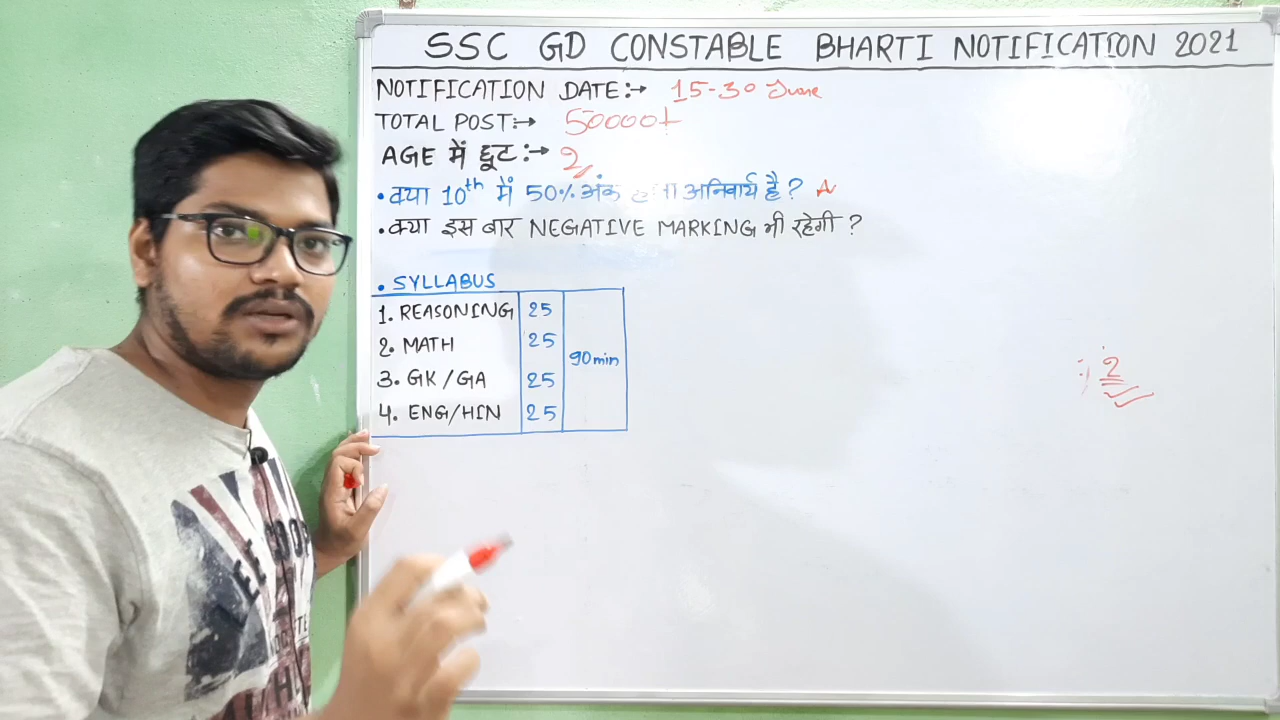 SSC GD CONSTABLE BHARTI NOTIFICATION 2021
NOTIFICATION DATE:→ 15-30 June
TOTAL POST:→ 50000+
AGE में छूट:→ 2
•क्या 10th में 50% अंक अनिवार्य है?
•क्या इस बार NEGATIVE MARKING भी रहेगी ?
• SYLLABUS
1. REASONING 25
2. MATH 25
90 min
3. GK/GA 25
4. ENG/HIN 25
2